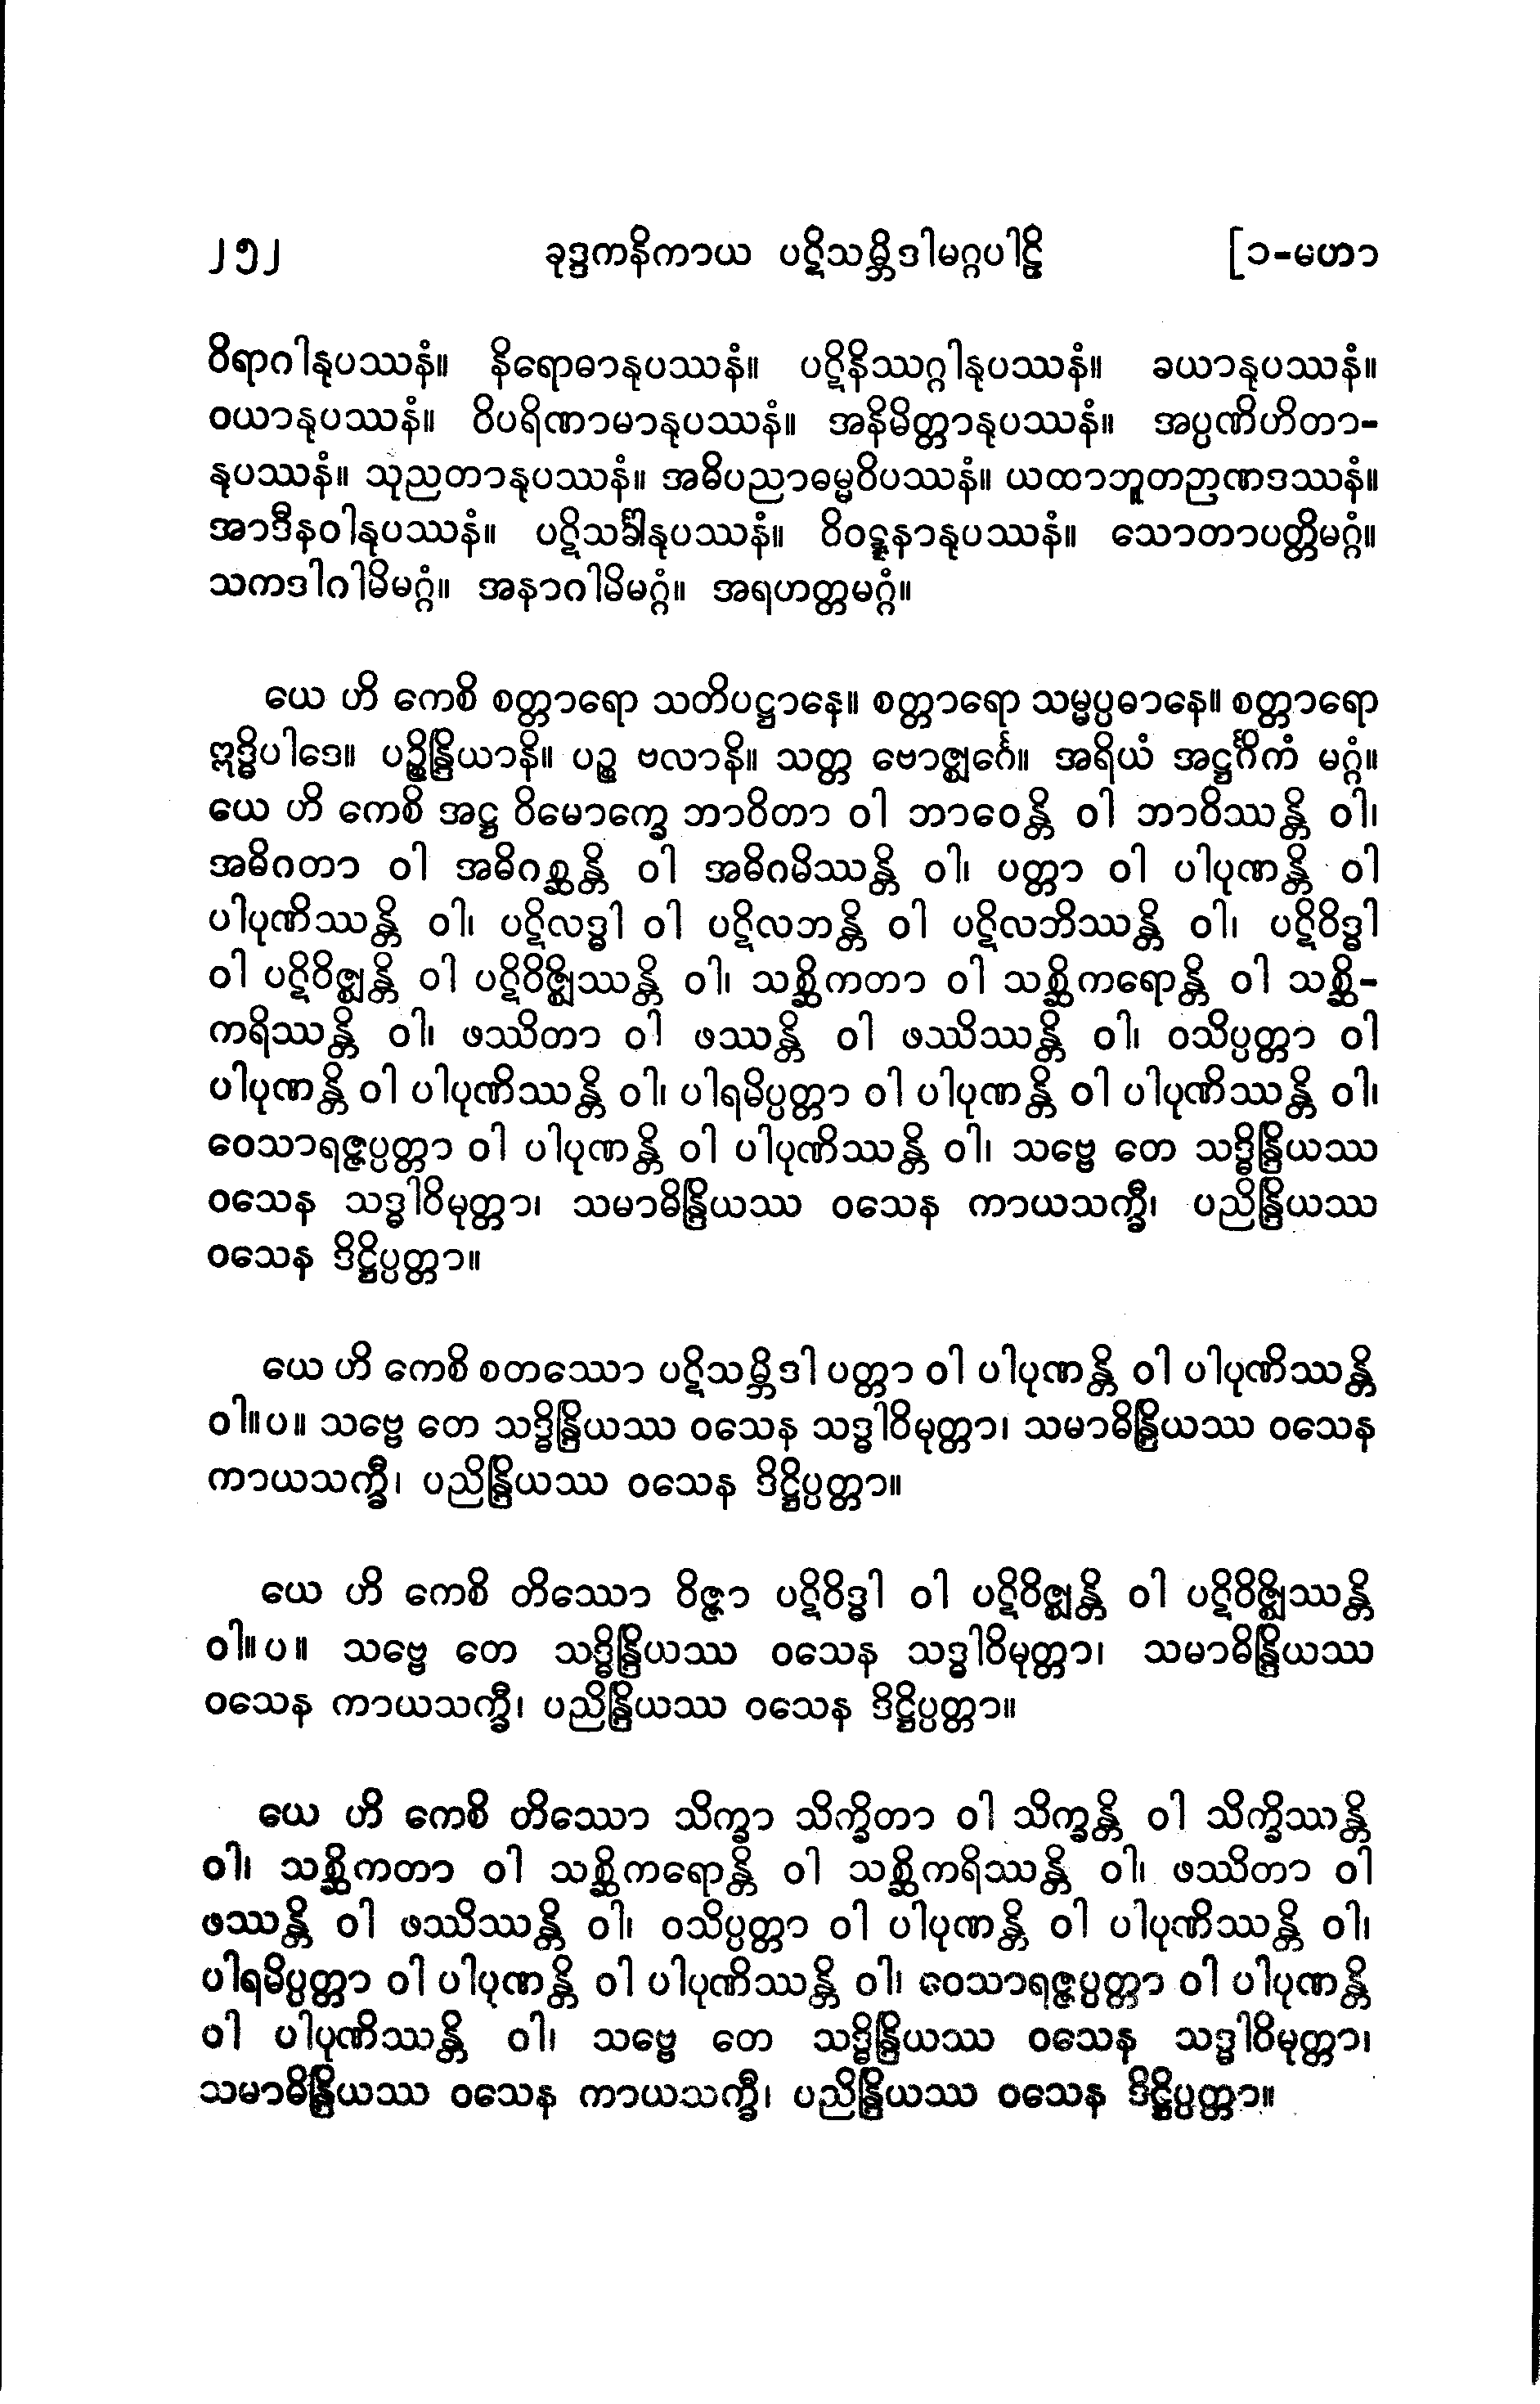 ၂၅၂ ခုဒ္ဒကနိကာယ ပဋိသမ္ဘိဒါမဂ္ဂပါဠိ [၁-မဟာ
ဝိရာဂါနုပဿနံ။ နိရောဓာနုပဿနံ။ ပဋိနိဿဂ္ဂါနုပဿနံ။ ခယာနုပဿနံ။
ဝယာနုပဿနံ။ ဝိပရိဏာမာနုပဿနံ။ အနိမိတ္တာနုပဿနံ။ အပ္ပဏိဟိတာ-
နုပဿနံ။ သုညတာနုပဿနံ။ အဓိပညာဓမ္မဝိပဿနံ။ ယထာဘူတဉာဏဒဿနံ။
အာဒီနဝါနုပဿနံ။ ပဋိသင်္ခါနုပဿနံ။ ဝိဝဋ္ဋနာနုပဿနံ။ သောတာပတ္တိမဂ္ဂံ။
သကဒါဂါမိမဂ္ဂံ။ အနာဂါမိမဂ္ဂံ။ အရဟတ္တမဂ္ဂံ။
ယေ ဟိ ကေစိ စတ္တာရော သတိပဋ္ဌာနေ။ စတ္တာရော သမ္မပ္ပဓာနေ။ စတ္တာရော
ဣဒ္ဓိပါဒေ။ ပဉ္စိန္ဒြိယာနိ။ ပဉ္စ ဗလာနိ။ သတ္တ ဗောဇ္ဈင်္ဂေ။ အရိယံ အဋ္ဌင်္ဂိကံ မဂ္ဂံ။
ယေ ဟိ ကေစိ အဋ္ဌ ဝိမောက္ခေ ဘာဝိတာ ဝါ ဘာဝေန္တိ ဝါ ဘာဝိဿန္တိ ဝါ၊
အဓိဂတာ ဝါ အဓိဂစ္ဆန္တိ ဝါ အဓိဂမိဿန္တိ ဝါ၊ ပတ္တာ ဝါ ပါပုဏန္တိ ဝါ
ပါပုဏိဿန္တိ ဝါ၊ ပဋိလဒ္ဓါ ဝါ ပဋိလဘန္တိ ဝါ ပဋိလဘိဿန္တိ ဝါ၊ ပဋိဝိဒ္ဓါ
ဝါ ပဋိဝိဇ္ဈန္တိ ဝါ ပဋိဝိဇ္ဈိဿန္တိ ဝါ၊ သစ္ဆိကတာ ဝါ သစ္ဆိကရောန္တိ ဝါ သစ္ဆိ-
ကရိဿန္တိ ဝါ၊ ဖဿိတာ ဝါ ဖဿန္တိ ဝါ ဖဿိဿန္တိ ဝါ၊ ဝသိပ္ပတ္တာ ဝါ
ပါပုဏန္တိ ဝါ ပါပုဏိဿန္တိ ဝါ၊ ပါရမိပ္ပတ္တာ ဝါ ပါပုဏန္တိ ဝါ ပါပုဏိဿန္တိ ဝါ၊
ဝေသာရဇ္ဇပ္ပတ္တာ ဝါ ပါပုဏန္တိ ဝါ ပါပုဏိဿန္တိ ဝါ၊ သဗ္ဗေ တေ သဒ္ဓိန္ဒြိယဿ
ဝသေန သဒ္ဓါဝိမုတ္တာ၊ သမာဓိန္ဒြိယဿ ဝသေန ကာယသက္ခီ၊ ပညိန္ဒြိယဿ
ဝသေန ဒိဋ္ဌိပ္ပတ္တာ။
ယေ ဟိ ကေစိ စတဿော ပဋိသမ္ဘိဒါ ပတ္တာ ဝါ ပါပုဏန္တိ ဝါ ပါပုဏိဿန္တိ
ဝါ။ပ။ သဗ္ဗေ တေ သဒ္ဓိန္ဒြိယဿ ဝသေန သဒ္ဓါဝိမုတ္တာ၊ သမာဓိန္ဒြိယဿ ဝသေန
ကာယသက္ခီ၊ ပညိန္ဒြိယဿ ဝသေန ဒိဋ္ဌိပ္ပတ္တာ။
ယေ ဟိ ကေစိ တိဿော ဝိဇ္ဇာ ပဋိဝိဒ္ဓါ ဝါ ပဋိဝိဇ္ဈန္တိ ဝါ ပဋိဝိဇ္ဈိဿန္တိ
ဝါ။ပ။ သဗ္ဗေ တေ သဒ္ဓိန္ဒြိယဿ ဝသေန သဒ္ဓါဝိမုတ္တာ၊ သမာဓိန္ဒြိယဿ
ဝသေန ကာယသက္ခီ၊ ပညိန္ဒြိယဿ ဝသေန ဒိဋ္ဌိပ္ပတ္တာ။
ယေ ဟိ ကေစိ တိဿော သိက္ခာ သိက္ခိတာ ဝါ သိက္ခန္တိ ဝါ သိက္ခိဿန္တိ
ဝါ၊ သစ္ဆိကတာ ဝါ သစ္ဆိကရောန္တိ ဝါ သစ္ဆိကရိဿန္တိ ဝါ၊ ဖဿိတာ ဝါ
ဖဿန္တိ ဝါ ဖဿိဿန္တိ ဝါ၊ ဝသိပ္ပတ္တာ ဝါ ပါပုဏန္တိ ဝါ ပါပုဏိဿန္တိ ဝါ၊
ပါရမိပ္ပတ္တာ ဝါ ပါပုဏန္တိ ဝါ ပါပုဏိဿန္တိ ဝါ၊ ဝေသာရဇ္ဇပ္ပတ္တာ ဝါ ပါပုဏန္တိ
ဝါ ပါပုဏိဿန္တိ ဝါ၊ သဗ္ဗေ တေ သဒ္ဓိန္ဒြိယဿ ဝသေန သဒ္ဓါဝိမုတ္တာ၊
သမာဓိန္ဒြိယဿ ဝသေန ကာယသက္ခီ၊ ပညိန္ဒြိယဿ ဝသေန ဒိဋ္ဌိပ္ပတ္တာ။